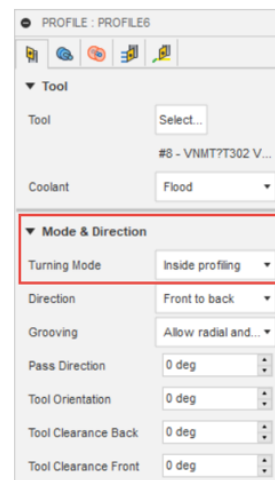 PROFILE : PROFILE6
Tool
Tool Select...
#8 - VNMT?T302 V...
Coolant Flood
Mode & Direction
Turning Mode Inside profiling
Direction Front to back
Grooving Allow radial and...
Pass Direction 0 deg
Tool Orientation 0 deg
Tool Clearance Back 0 deg
Tool Clearance Front 0 deg